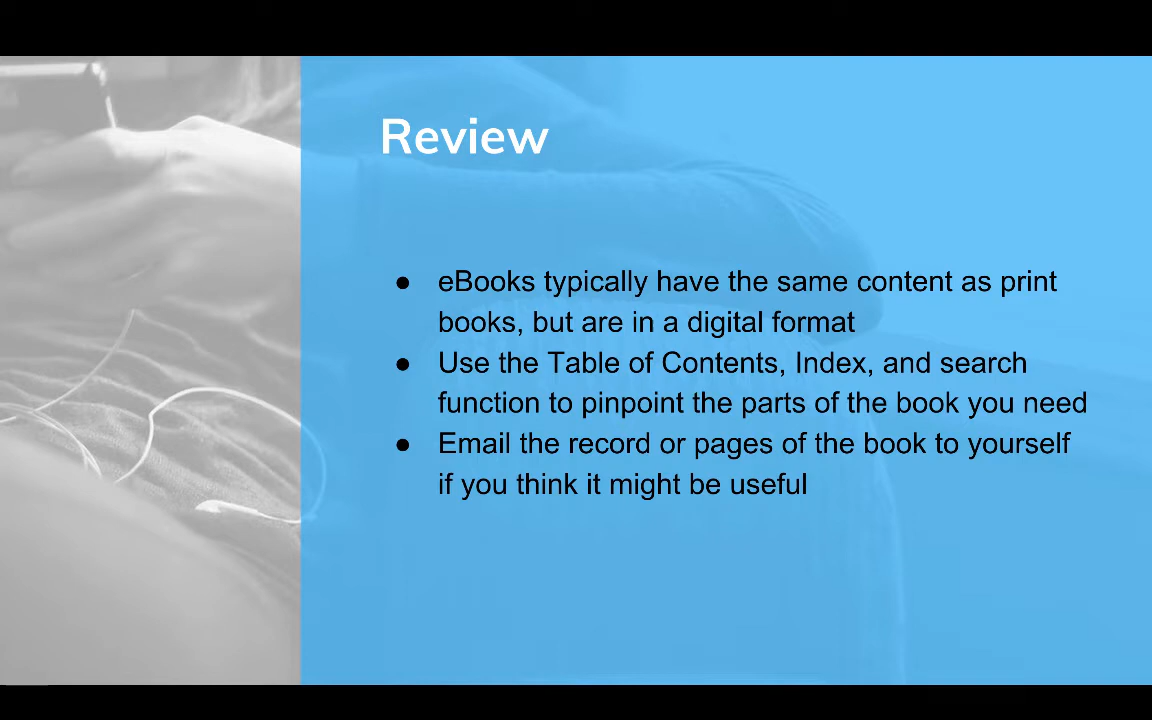 Review
● eBooks typically have the same content as print
books, but are in a digital format
● Use the Table of Contents, Index, and search
function to pinpoint the parts of the book you need
● Email the record or pages of the book to yourself
if you think it might be useful